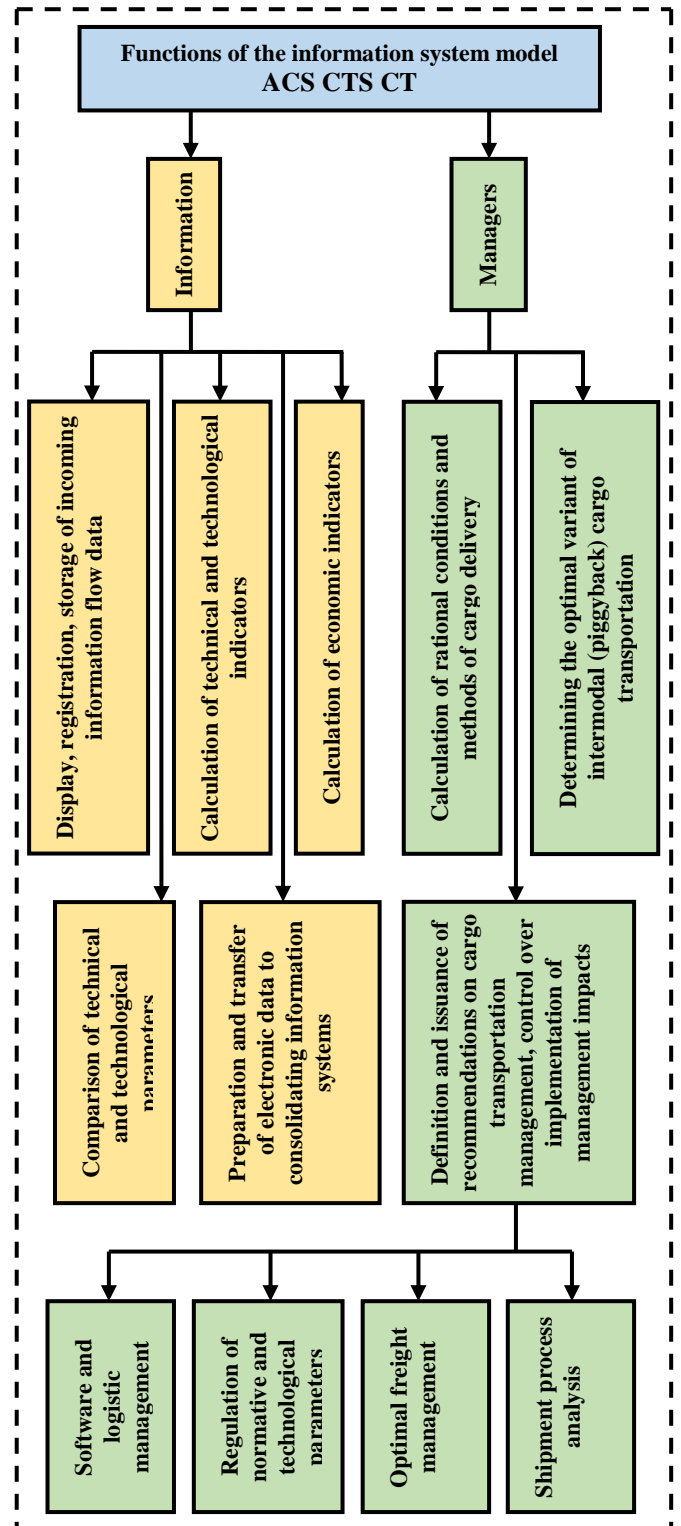 Functions of the information system model
ACS CTS CT
Information
Managers
Display, registration, storage of incoming
information flow data
Calculation of technical and technological
indicators
Calculation of economic indicators
Calculation of rational conditions and
methods of cargo delivery
Determining the optimal variant of
intermodal (piggyback) cargo
transportation
Comparison of technical
and technological
parameters
Preparation and transfer
of electronic data to
consolidating information
systems
Definition and issuance of
recommendations on cargo
transportation
management, control over
implementation of
management impacts
Software and
logistic
management
Regulation of
normative and
technological
parameters
Optimal freight
management
Shipment process
analysis